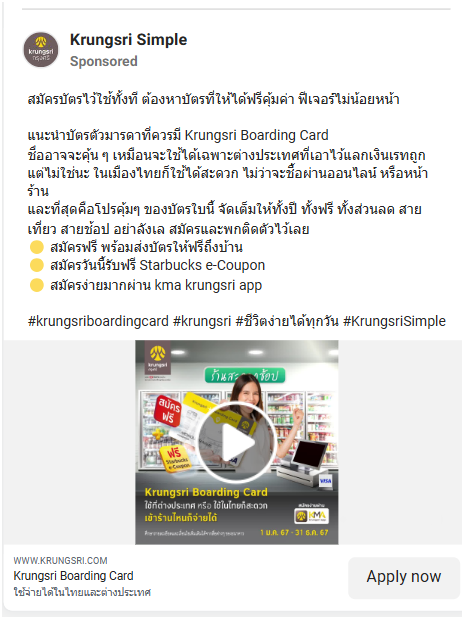 Krungsri Simple
Sponsored
krungsri
กรุงศรี
สมัครบัตรไว้ใช้ทั้งที ต้องหาบัตรที่ให้ได้ฟรีคุ้มค่า ฟีเจอร์ไม่น้อยหน้า
แนะนำบัตรตัวมารดาที่ควรมี Krungsri Boarding Card
ชื่ออาจจะคุ้น ๆ เหมือนจะใช้ได้เฉพาะต่างประเทศที่เอาไว้แลกเงินเรทถูก
แต่ไม่ใช่นะ ในเมืองไทยก็ใช้ได้สะดวก ไม่ว่าจะซื้อผ่านออนไลน์ หรือหน้า
ร้าน
และที่สุดคือโปรคุ้มๆ ของบัตรใบนี้ จัดเต็มให้ทั้งปี ทั้งฟรี ทั้งส่วนลด สาย
เที่ยว สายช้อป อย่าลังเล สมัครและพกติดตัวไว้เลย
สมัครฟรี พร้อมส่งบัตรให้ฟรีถึงบ้าน
สมัครวันนี้รับฟรี Starbucks e-Coupon
สมัครง่ายมากผ่าน kma krungsri app
#krungsriboardingcard #krungsri #ชีวิตง่ายได้ทุกวัน #KrungsriSimple
krungsri
กรุงศรี
สมัคร
ฟรี
ฟรี
Starbucks
e-Coupon
VISA
Krungsri Boarding Card
ใช้ที่ต่างประเทศ หรือ ใช้ในไทยก็สะดวก
เข้าร้านไหนก็จ่ายได้
สมัครผ่าน
KMA
1 ม.ค. 67 - 31 ธ.ค. 67
WWW.KRUNGSRI.COM
Krungsri Boarding Card
ใช้จ่ายได้ในไทยและต่างประเทศ
Apply now